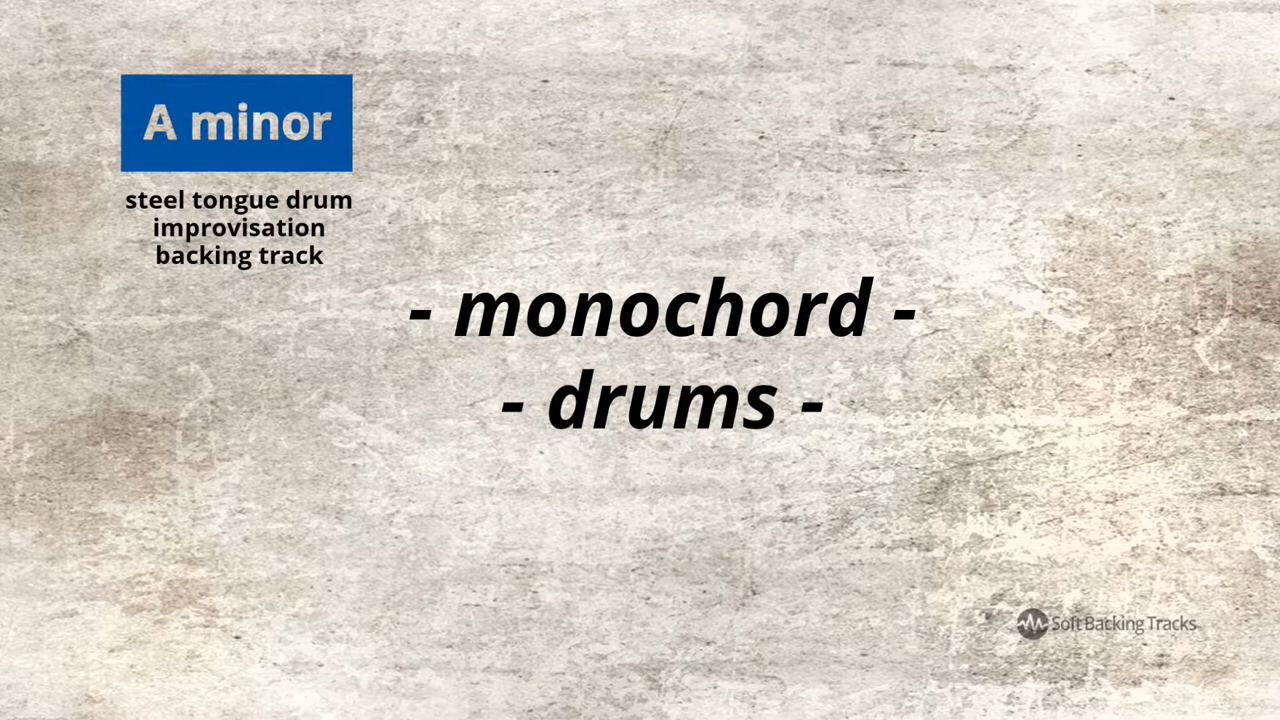 A minor
steel tongue drum
improvisation
backing track
- monochord -
- drums -
Soft Backing Tracks